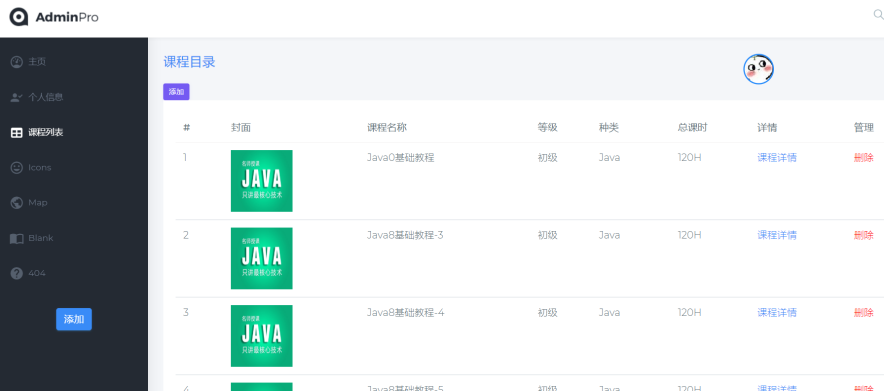 AdminPro
主页
个人信息
课程列表
Icons
Map
Blank
404
添加
课程目录
添加
# 封面 课程名称 等级 种类 总课时 详情 管理
1 Java0基础教程 初级 Java 120H 课程详情 删除
名师授课
JAVA
只讲最核心技术
2 Java8基础教程-3 初级 Java 120H 课程详情 删除
名师授课
JAVA
只讲最核心技术
3 Java8基础教程-4 初级 Java 120H 课程详情 删除
名师授课
JAVA
只讲最核心技术
4 Java8基础教程-5 初级 Java 120H 课程详情 删除